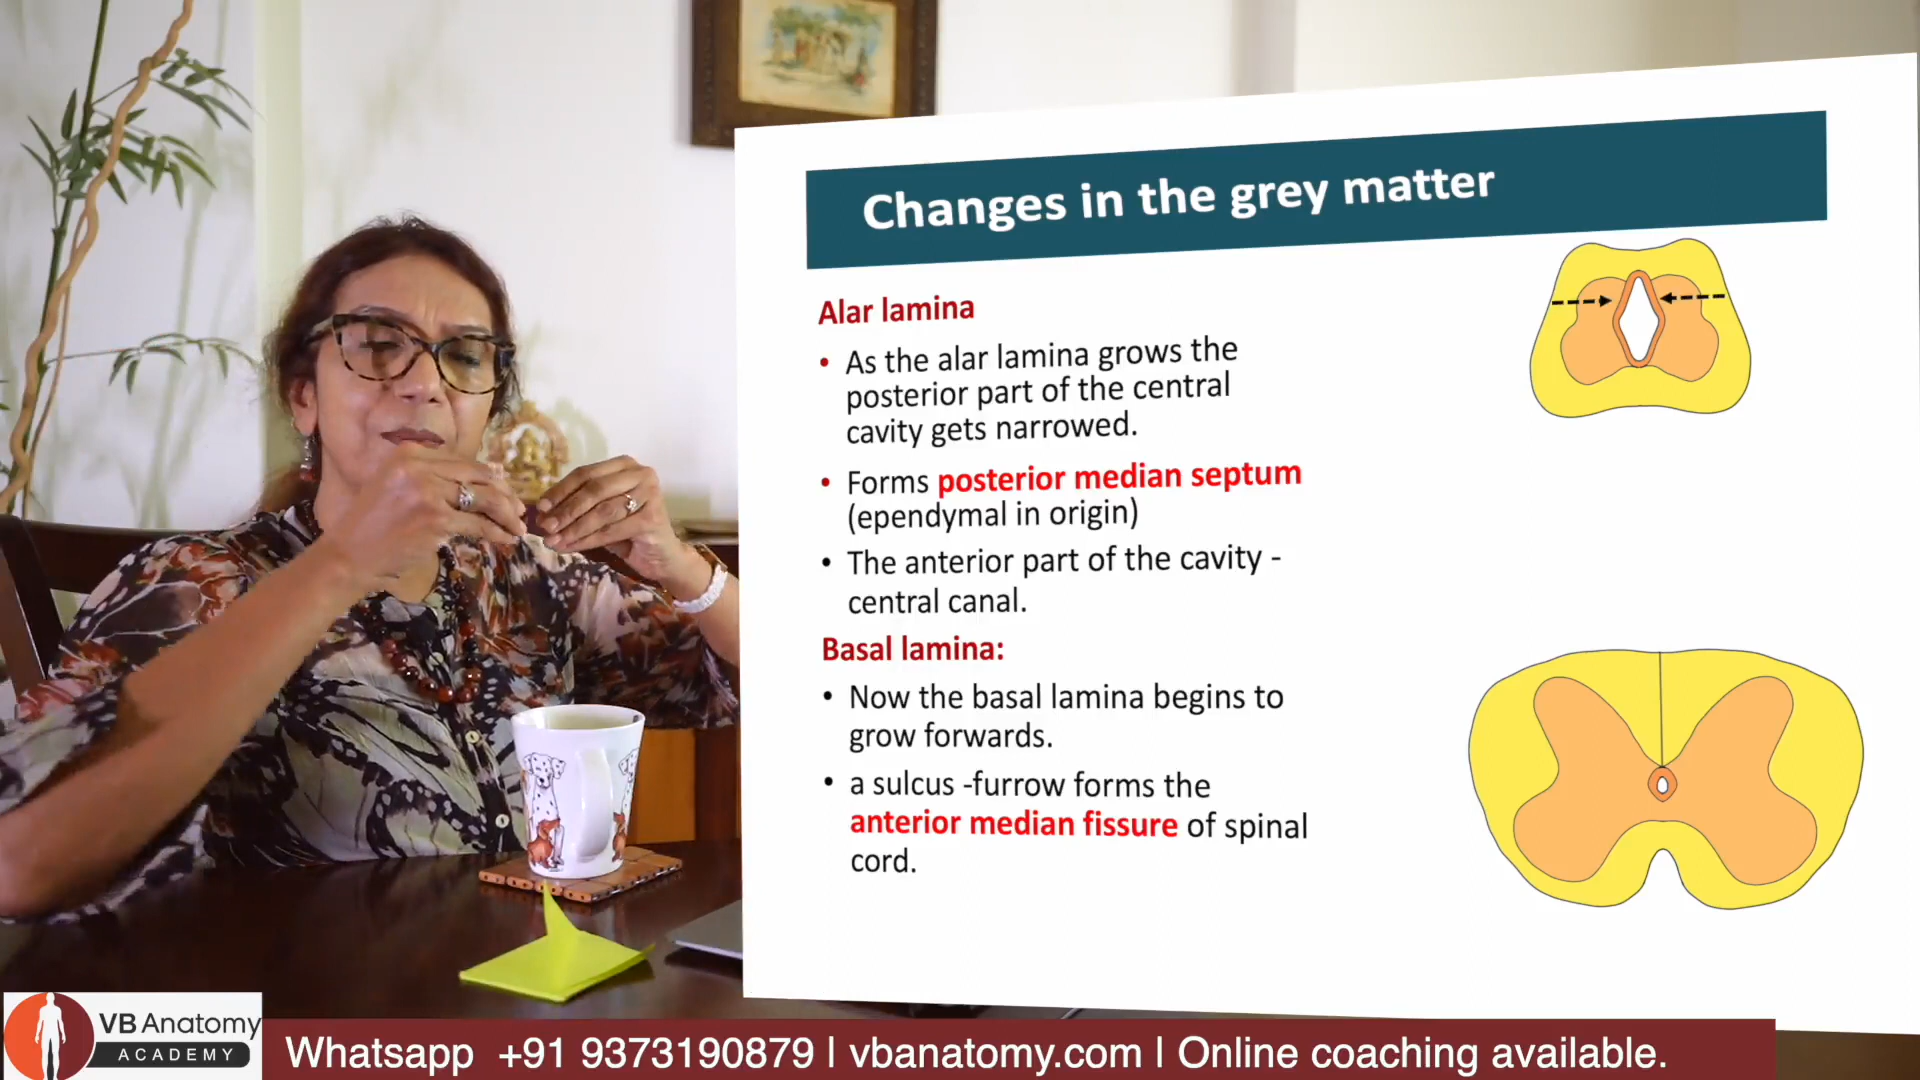 Changes in the grey matter
Alar lamina
• As the alar lamina grows the
posterior part of the central
cavity gets narrowed.
• Forms posterior median septum
(ependymal in origin)
• The anterior part of the cavity -
central canal.
Basal lamina:
• Now the basal lamina begins to
grow forwards.
• a sulcus -furrow forms the
anterior median fissure of spinal
cord.
VB Anatomy
ACADEMY
Whatsapp +91 9373190879 | vbanatomy.com | Online coaching available.